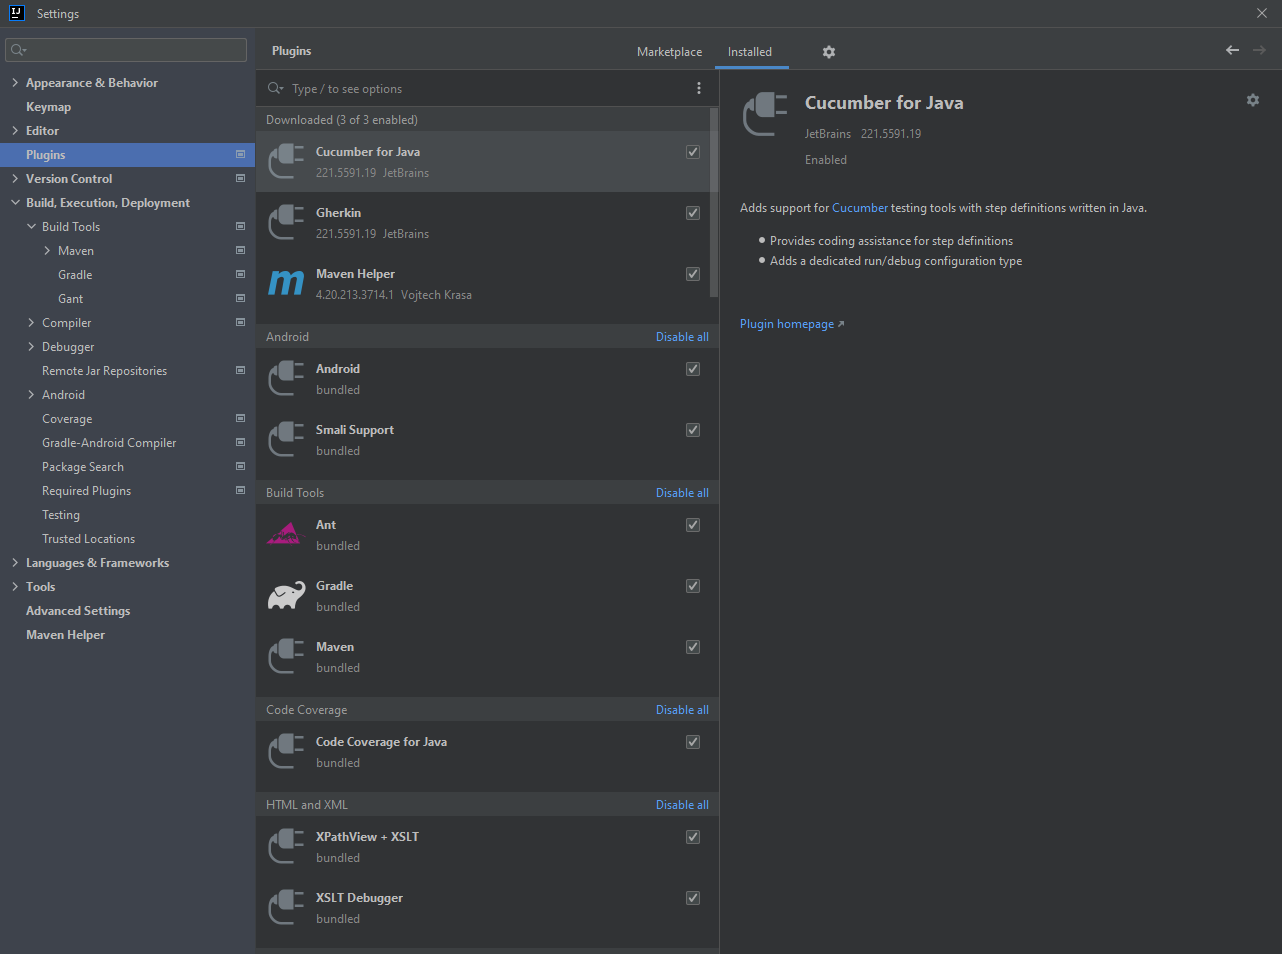 Settings
Appearance & Behavior
Keymap
Editor
Plugins
Version Control
Build, Execution, Deployment
Build Tools
Maven
Gradle
Gant
Compiler
Debugger
Remote Jar Repositories
Android
Coverage
Gradle-Android Compiler
Package Search
Required Plugins
Testing
Trusted Locations
Languages & Frameworks
Tools
Advanced Settings
Maven Helper
Plugins
Marketplace
Installed
Type / to see options
Downloaded (3 of 3 enabled)
Cucumber for Java
221.5591.19 JetBrains
Gherkin
221.5591.19 JetBrains
Maven Helper
4.20.213.3714.1 Vojtech Krasa
Android Disable all
Android
bundled
Smali Support
bundled
Build Tools Disable all
Ant
bundled
Gradle
bundled
Maven
bundled
Code Coverage Disable all
Code Coverage for Java
bundled
HTML and XML Disable all
XPathView + XSLT
bundled
XSLT Debugger
bundled
Cucumber for Java
JetBrains 221.5591.19
Enabled
Adds support for Cucumber testing tools with step definitions written in Java.
Provides coding assistance for step definitions
Adds a dedicated run/debug configuration type
Plugin homepage